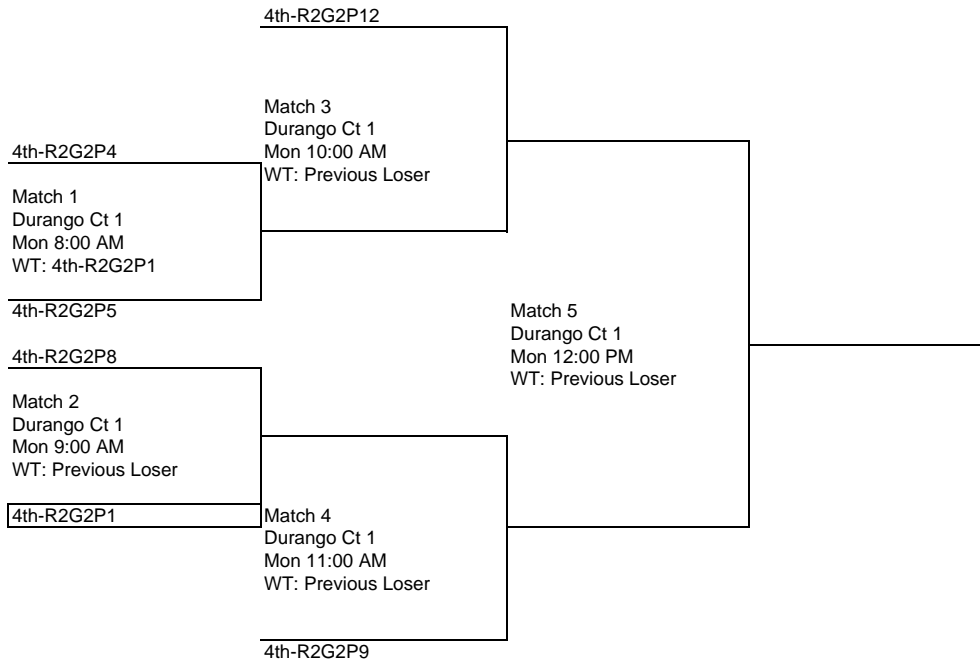 4th-R2G2P12
Match 3
Durango Ct 1
Mon 10:00 AM
WT: Previous Loser
4th-R2G2P4
Match 1
Durango Ct 1
Mon 8:00 AM
WT: 4th-R2G2P1
4th-R2G2P5
Match 5
Durango Ct 1
Mon 12:00 PM
WT: Previous Loser
4th-R2G2P8
Match 2
Durango Ct 1
Mon 9:00 AM
WT: Previous Loser
4th-R2G2P1
Match 4
Durango Ct 1
Mon 11:00 AM
WT: Previous Loser
4th-R2G2P9